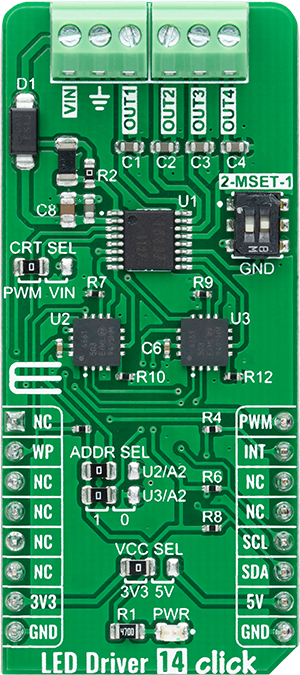 VIN OUT1 OUT2 OUT3 OUT4
D1
C1 C2 C3 C4
R2
2-MSET-1
C8 U1
CRT SEL
GND
PWM VIN
R7 R9
U2 U3
C6
R10 R12
NC R4 PWM
WP INT
ADDR SEL
U2/A2
NC R6 NC
U3/A2
1 0
NC R8 SCL
VCC SEL
NC SDA
3V3 3V3 5V 5V
R1 PWR
GND 4700 GND
LED Driver 14 click